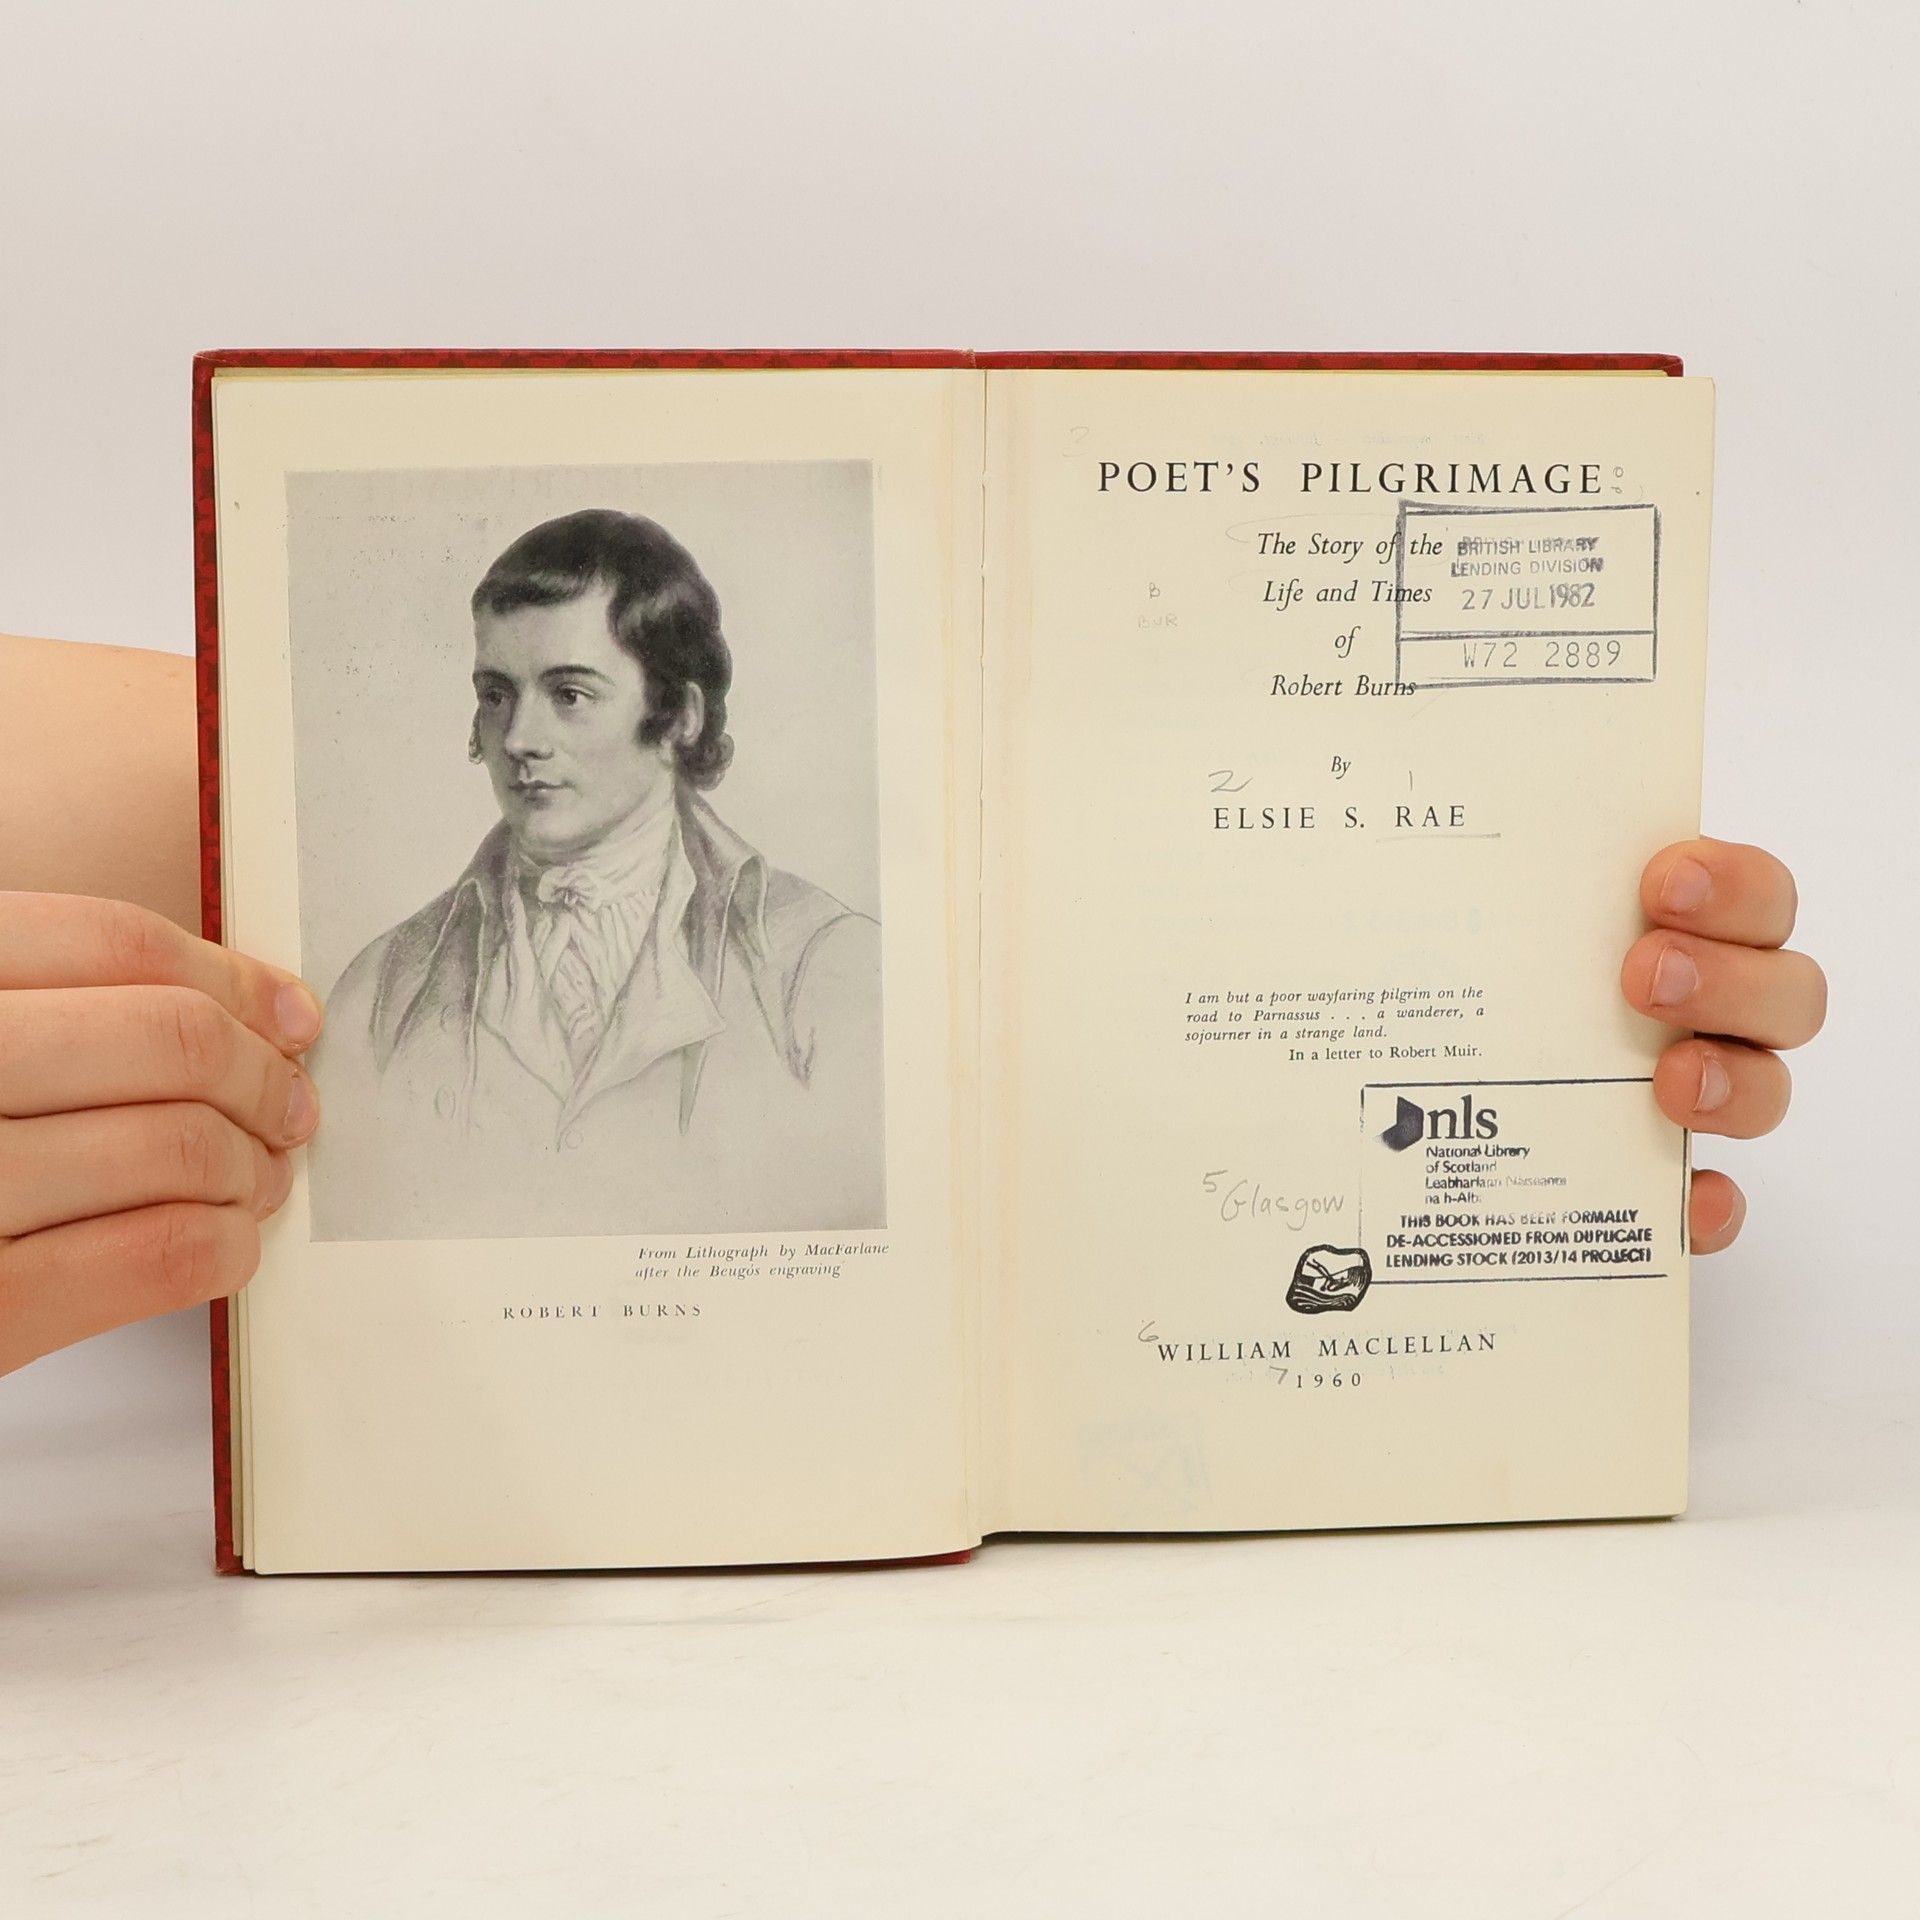 From Lithograph by MacFarlane
after the Beugós engraving
ROBERT BURNS
POET'S PILGRIMAGE
The Story of the
Life and Times
of
Robert Burns
BRITISH LIBRARY
LENDING DIVISION
27 JUL 1982
W72 2889
B
BUR
By
2 1
ELSIE S. RAE
I am but a poor wayfaring pilgrim on the
road to Parnassus . . . a wanderer, a
sojourner in a strange land.
In a letter to Robert Muir.
nls
National Library
of Scotland
Leabharlann
na h-Alb
THIS BOOK HAS BEEN FORMALLY
DE-ACCESSIONED FROM DUPLICATE
LENDING STOCK (2013/14 PROJECT)
5 Glasgow
6 WILLIAM MACLELLAN
7 1960